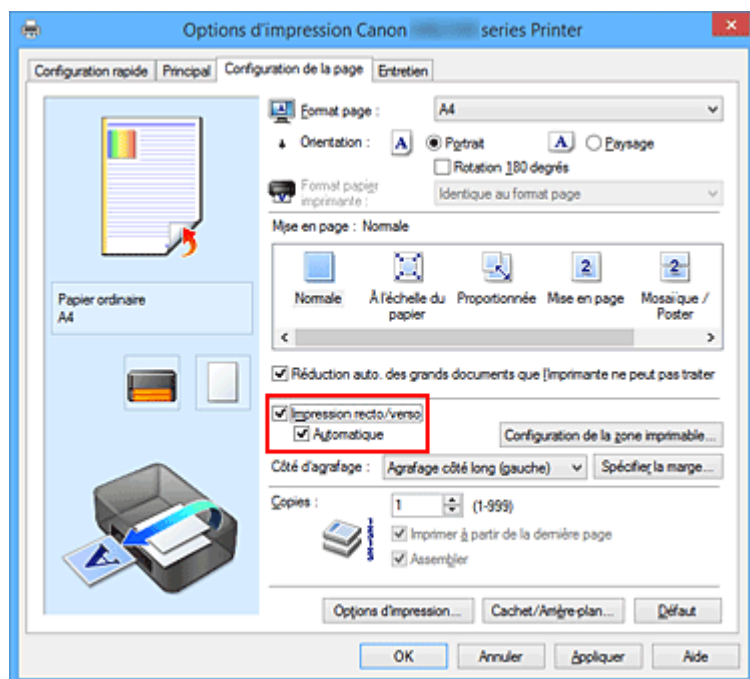 Options d'impression Canon series Printer
Configuration rapide Principal Configuration de la page Entretien
Format page : A4
Orientation : A Portrait A Paysage
Rotation 180 degrés
Format papier imprimante : Identique au format page
Mise en page : Normale
2 2
Normale À l'échelle du papier Proportionnée Mise en page Mosaïque / Poster
Papier ordinaire
A4
Réduction auto. des grands documents que l'imprimante ne peut pas traiter
Impression recto/verso
Automatique
Configuration de la zone imprimable...
Côté d'agrafage : Agrafage côté long (gauche) Spécifier la marge...
Copies : 1 (1-999)
Imprimer à partir de la dernière page
Assembler
A
Options d'impression... Cachet/Arrière-plan... Défaut
OK Annuler Appliquer Aide